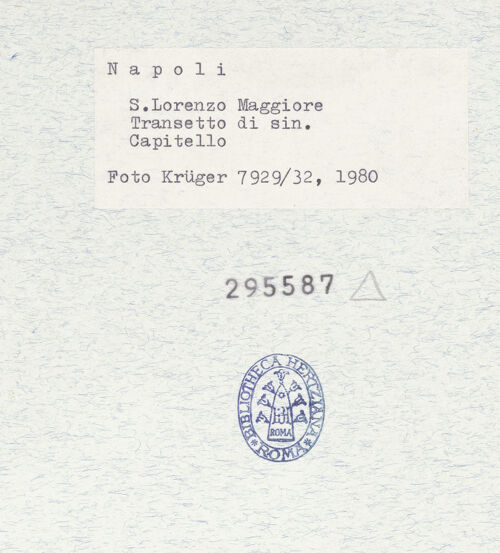 Napoli
S.Lorenzo Maggiore
Transetto di sin.
Capitello
Foto Krüger 7929/32, 1980
295587
BIBLIOTHECA HERTZIANA
ROMA
ROMA